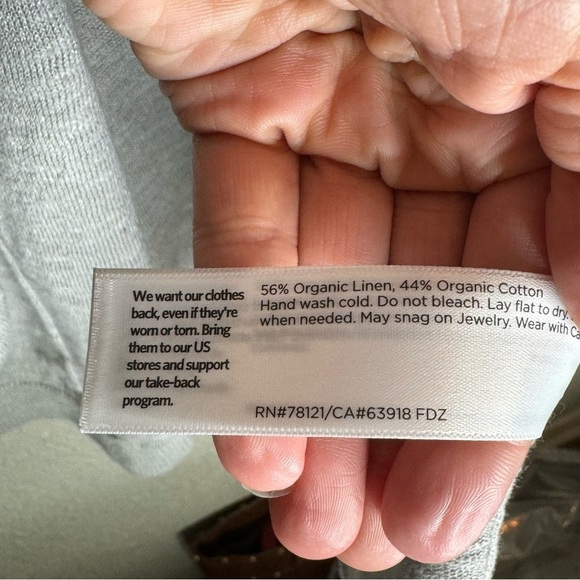 We want our clothes
back, even if they're
worn or torn. Bring
them to our US
stores and support
our take-back
program.
56% Organic Linen, 44% Organic Cotton
Hand wash cold. Do not bleach. Lay flat to dry.
when needed. May snag on Jewelry. Wear with
RN#78121/CA#63918 FDZ